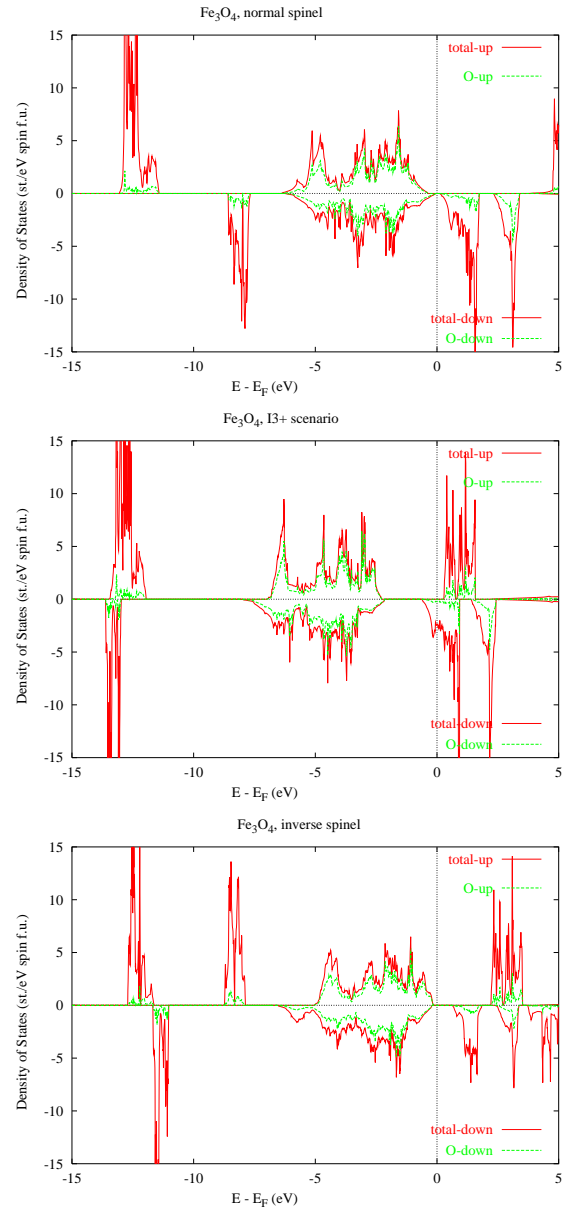 Fe3O4, normal spinel
15
10
5
0
-5
-10
-15
Density of States (st./eV spin f.u.)
total-up
O-up
total-down
O-down
-15 -10 -5 0 5
E - EF (eV)
Fe3O4, I3+ scenario
15
10
5
0
-5
-10
-15
Density of States (st./eV spin f.u.)
total-up
O-up
total-down
O-down
-15 -10 -5 0 5
E - EF (eV)
Fe3O4, inverse spinel
15
10
5
0
-5
-10
-15
Density of States (st./eV spin f.u.)
total-up
O-up
total-down
O-down
-15 -10 -5 0 5
E - EF (eV)